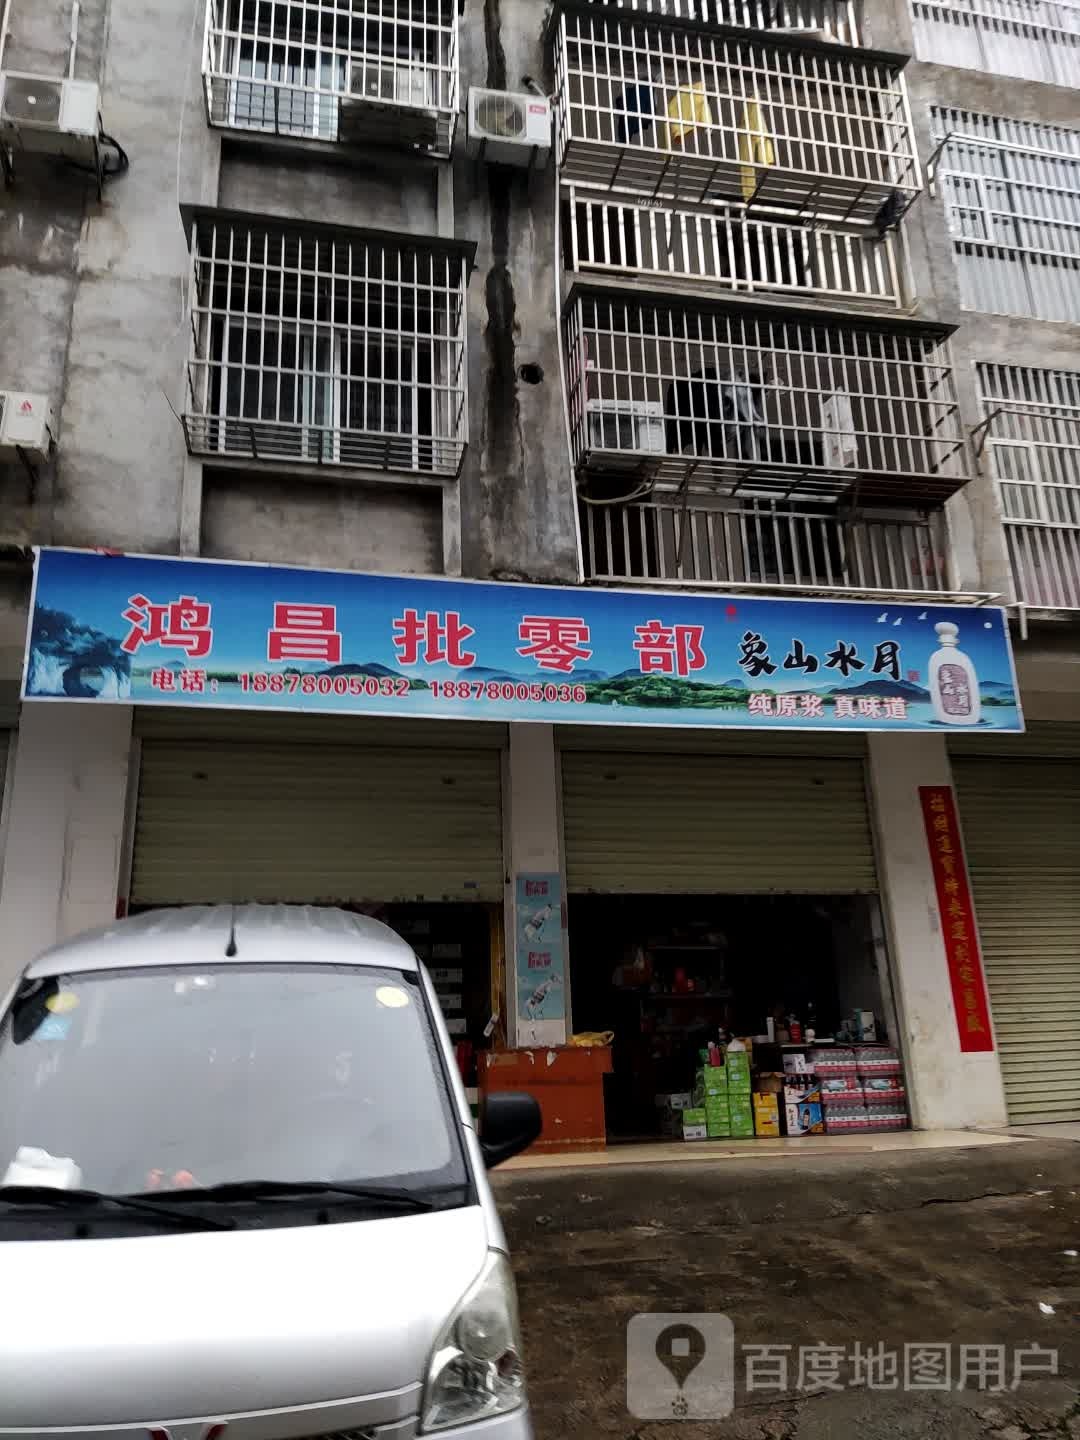 鸿昌批零部
电话：18878005032 18878005036
象山水月
纯原浆 真味道
百度地图用户